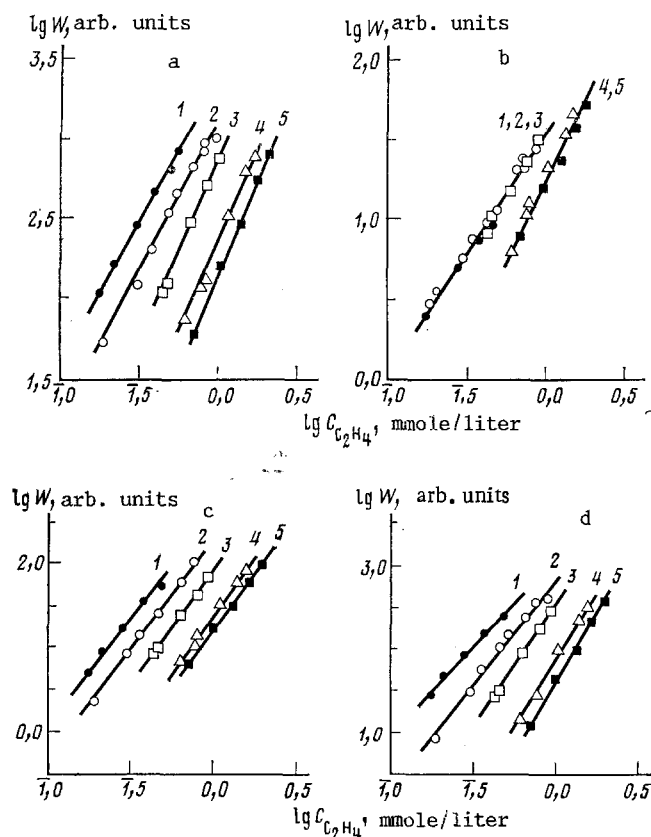 lg W, arb. units
a
3,5
2,5
1,5
1 2 3 4 5
1̄,0 1̄,5 0,0 0,5
lg W, arb. units
b
2,0
1,0
0,0
1,2,3 4,5
1̄,0 1̄,5 0,0 0,5
lg C_C₂H₄, mmole/liter
lg W, arb. units
c
2,0
0,0
1 2 3 4 5
1̄,0 1̄,5 0,0 0,5
lg W, arb. units
d
3,0
1,0
1 2 3 4 5
1̄,0 1̄,5 0,0 0,5
lg C_C₂H₄, mmole/liter